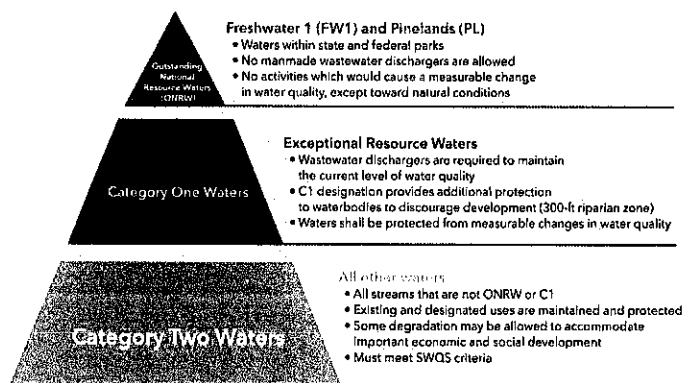 Outstanding
National
Resource Waters
(ONRW)
Freshwater 1 (FW1) and Pinelands (PL)
• Waters within state and federal parks
• No manmade wastewater dischargers are allowed
• No activities which would cause a measurable change
in water quality, except toward natural conditions
Category One Waters
Exceptional Resource Waters
• Wastewater dischargers are required to maintain
the current level of water quality
• C1 designation provides additional protection
to waterbodies to discourage development (300-ft riparian zone)
• Waters shall be protected from measurable changes in water quality
Category Two Waters
All other waters
• All streams that are not ONRW or C1
• Existing and designated uses are maintained and protected
• Some degradation may be allowed to accommodate
important economic and social development
• Must meet SWQS criteria